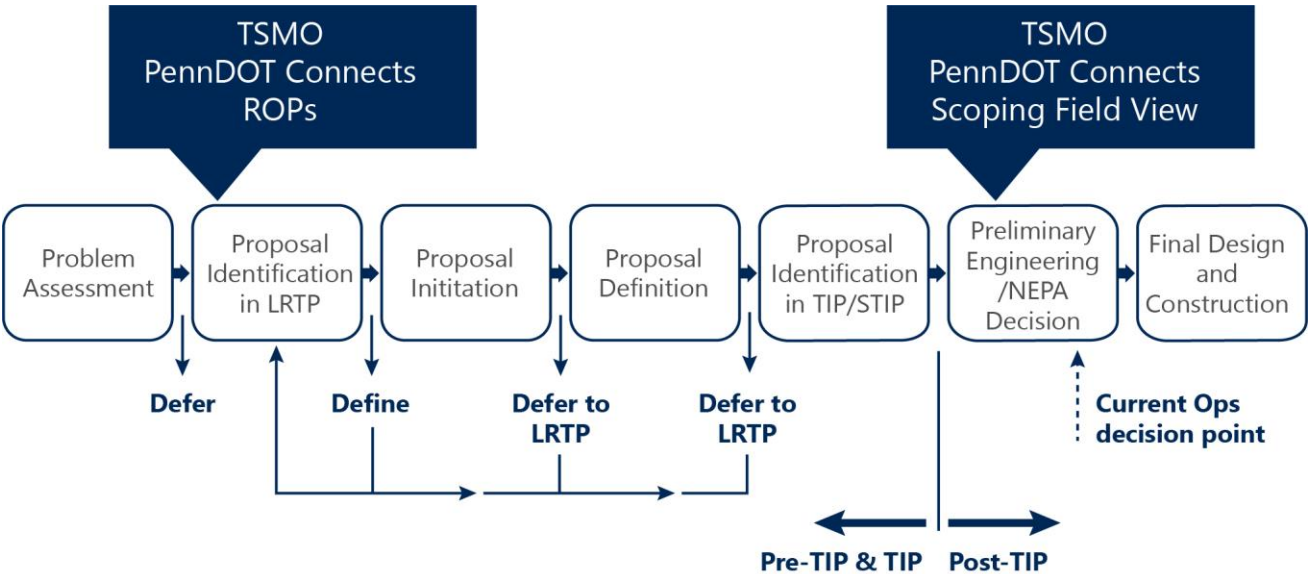 TSMO
PennDOT Connects
ROPs
TSMO
PennDOT Connects
Scoping Field View
Problem
Assessment
Proposal
Identification
in LRTP
Proposal
Inititation
Proposal
Definition
Proposal
Identification
in TIP/STIP
Preliminary
Engineering
/NEPA
Decision
Final Design
and
Construction
Defer
Define
Defer to
LRTP
Defer to
LRTP
Current Ops
decision point
Pre-TIP & TIP
Post-TIP